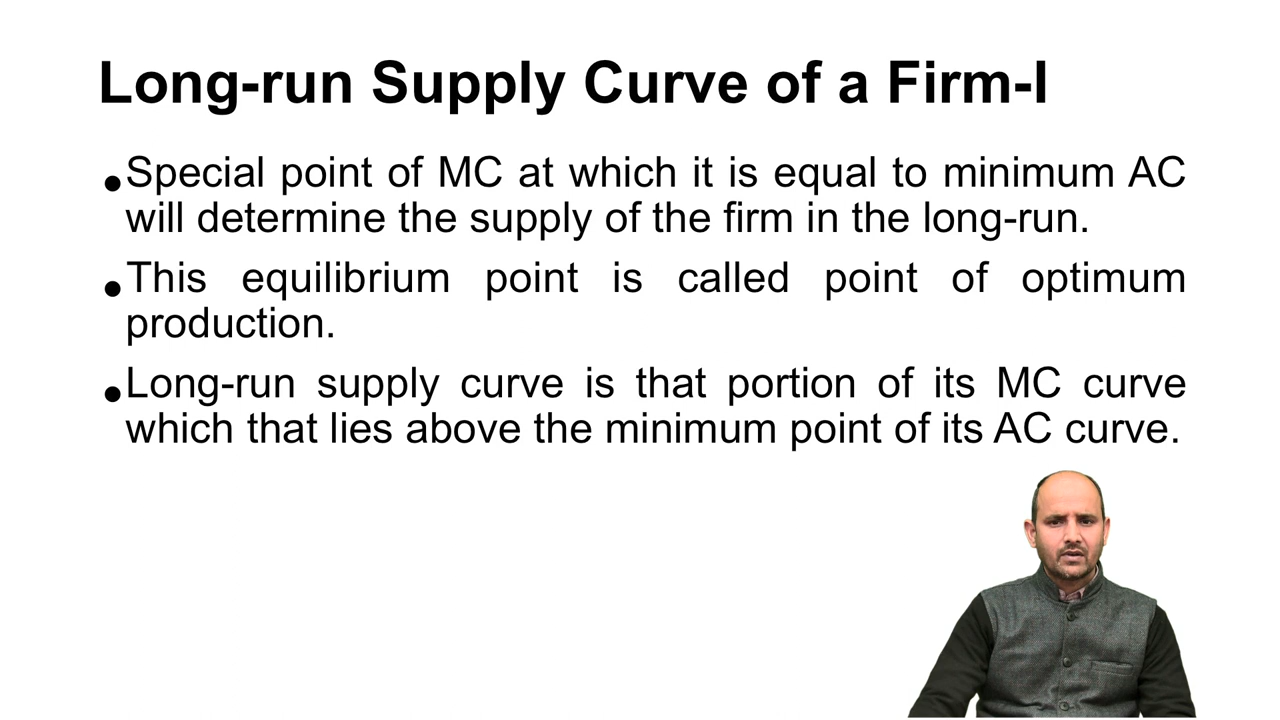 Long-run Supply Curve of a Firm-I
•Special point of MC at which it is equal to minimum AC
will determine the supply of the firm in the long-run.
•This equilibrium point is called point of optimum
production.
•Long-run supply curve is that portion of its MC curve
which that lies above the minimum point of its AC curve.